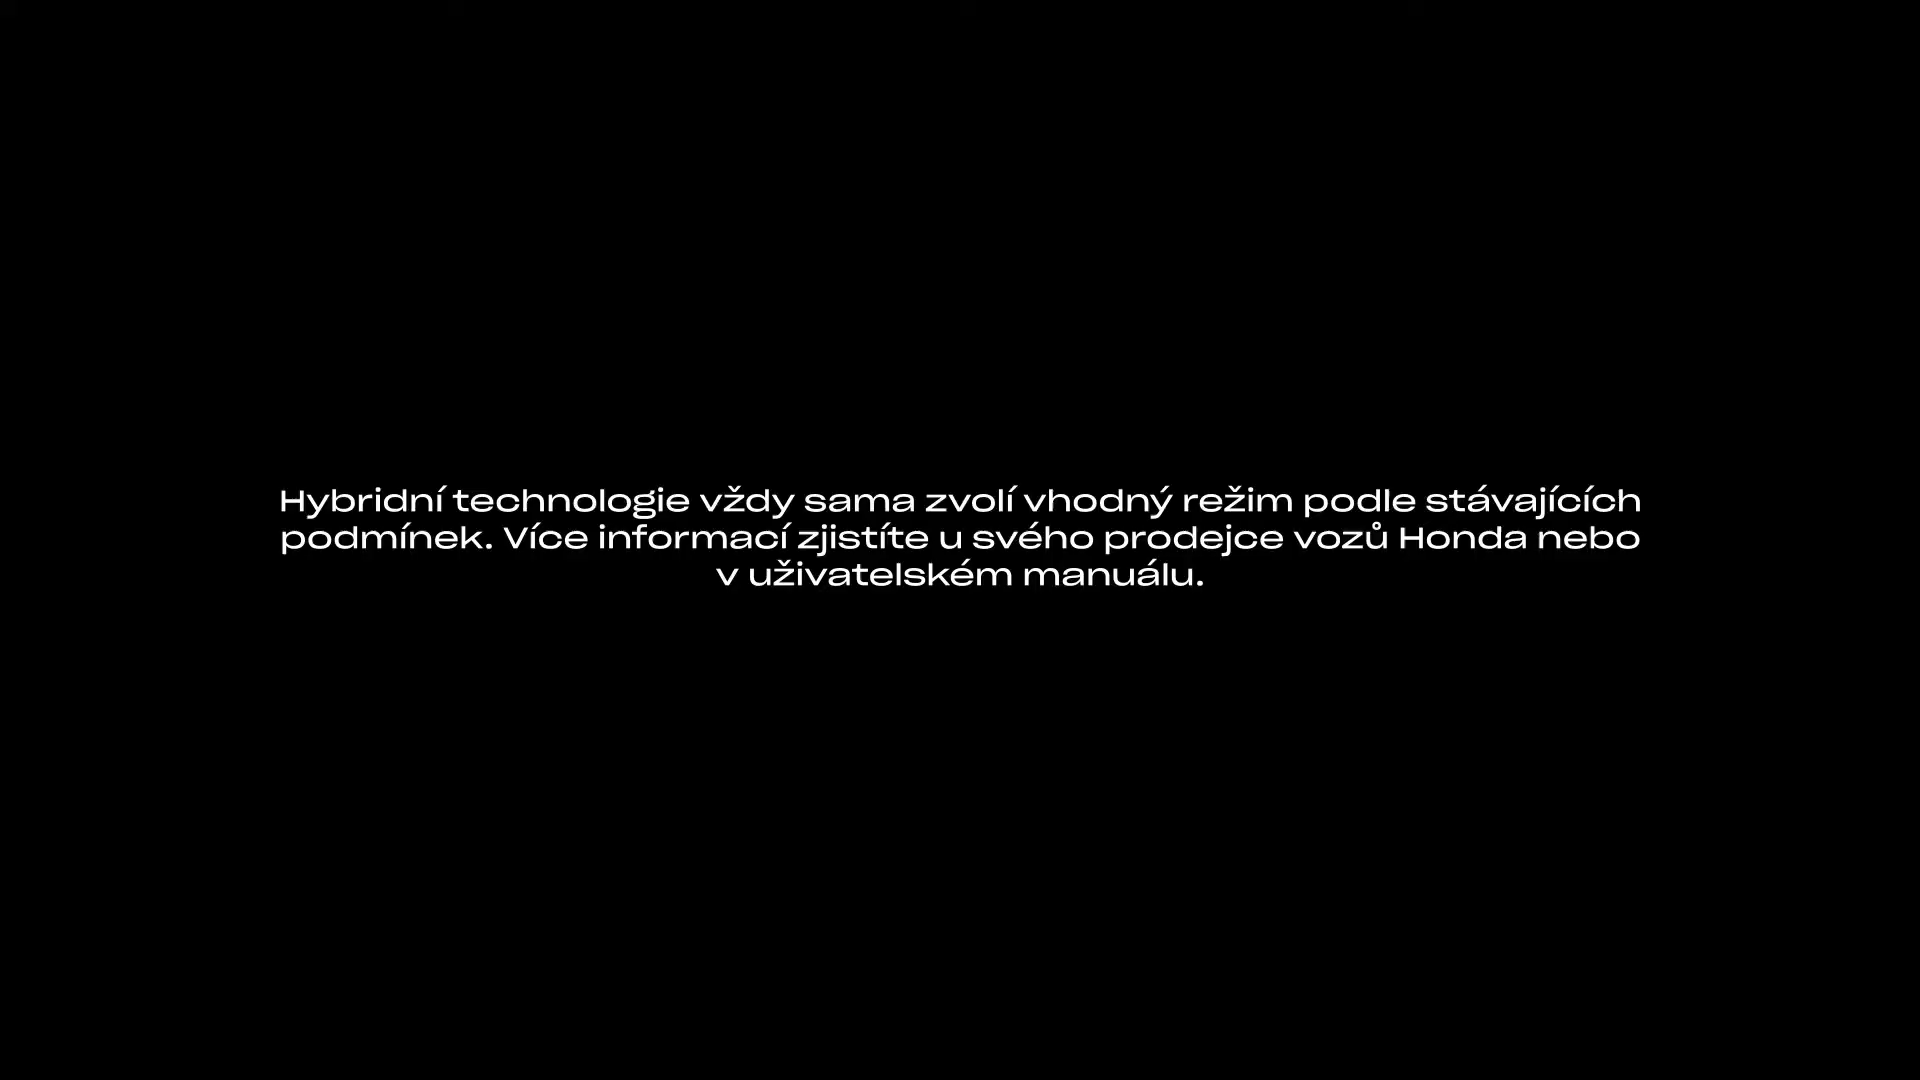 Hybridní technologie vždy sama zvolí vhodný režim podle stávajících
podmínek. Více informací zjistíte u svého prodejce vozů Honda nebo
v uživatelském manuálu.